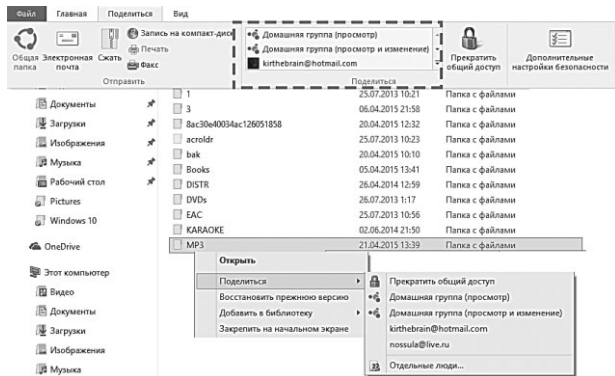 Файл Главная Поделиться Вид
Общая папка
Электронная почта
Сжать
Запись на компакт-диск
Печать
Факс
Отправить
Домашняя группа (просмотр)
Домашняя группа (просмотр и изменение)
kirthebrain@hotmail.com
Поделиться
Прекратить общий доступ
Дополнительные настройки безопасности
Документы
Загрузки
Изображения
Музыка
Рабочий стол
Pictures
Windows 10
OneDrive
Этот компьютер
Видео
Документы
Загрузки
Изображения
Музыка
1 25.07.2013 10:21 Папка с файлами
3 06.04.2015 21:58 Папка с файлами
8ac30e40034ac126051858 20.04.2015 12:32 Папка с файлами
acroldr 25.07.2013 10:23 Папка с файлами
bak 20.04.2015 10:10 Папка с файлами
Books 05.04.2015 13:41 Папка с файлами
DISTR 26.04.2014 12:59 Папка с файлами
DVDs 26.07.2013 1:17 Папка с файлами
EAC 25.07.2013 10:56 Папка с файлами
KARAOKE 02.06.2014 21:50 Папка с файлами
MP3 21.04.2015 13:39 Папка с файлами
Открыть
Поделиться
Восстановить прежнюю версию
Добавить в библиотеку
Закрепить на начальном экране
Прекратить общий доступ
Домашняя группа (просмотр)
Домашняя группа (просмотр и изменение)
kirthebrain@hotmail.com
nossula@live.ru
Отдельные люди...